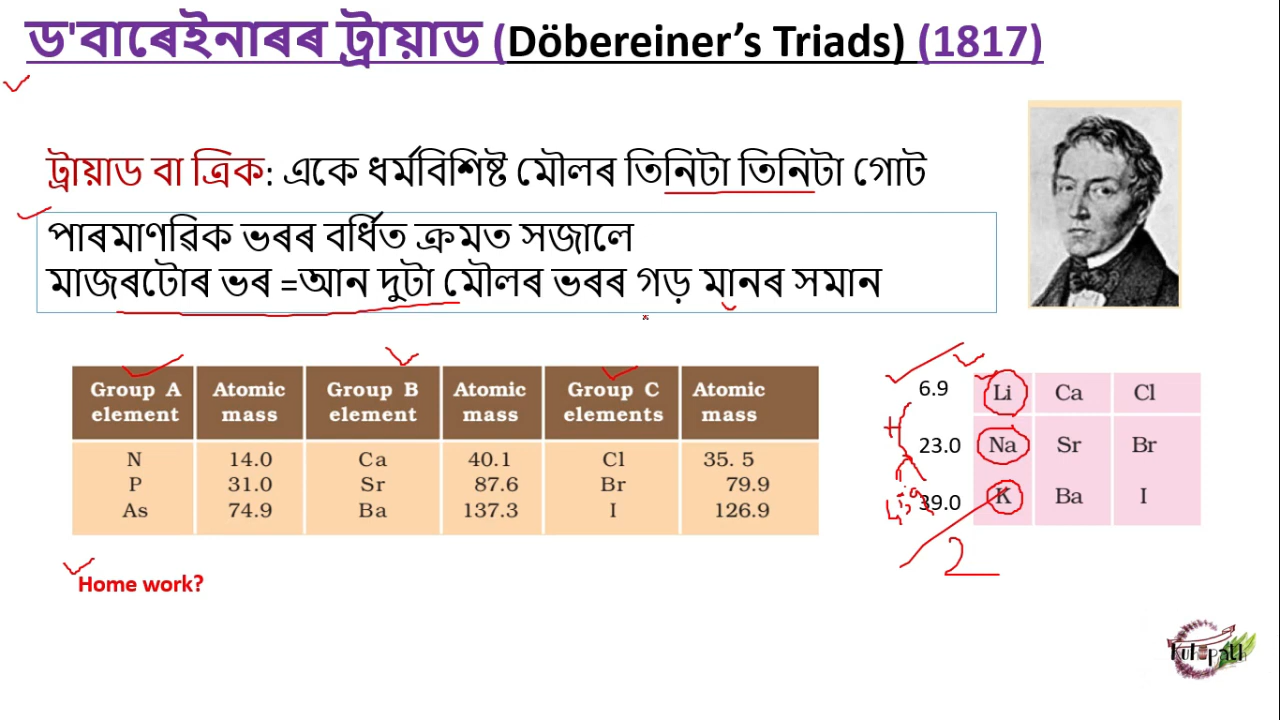 ড'বাৰেইনাৰৰ ট্ৰায়াড (Döbereiner’s Triads) (1817)
ট্ৰায়াড বা ত্ৰিক: একে ধৰ্মবিশিষ্ট মৌলৰ তিনিটা তিনিটা গোট
পাৰমাণৱিক ভৰৰ বৰ্ধিত ক্ৰমত সজালে
মাজৰটোৰ ভৰ =আন দুটা মৌলৰ ভৰৰ গড় মানৰ সমান
Group A element Atomic mass Group B element Atomic mass Group C elements Atomic mass
N 14.0 Ca 40.1 Cl 35. 5
P 31.0 Sr 87.6 Br 79.9
As 74.9 Ba 137.3 I 126.9
6.9 Li Ca Cl
23.0 Na Sr Br
39.0 K Ba I
2
Home work?